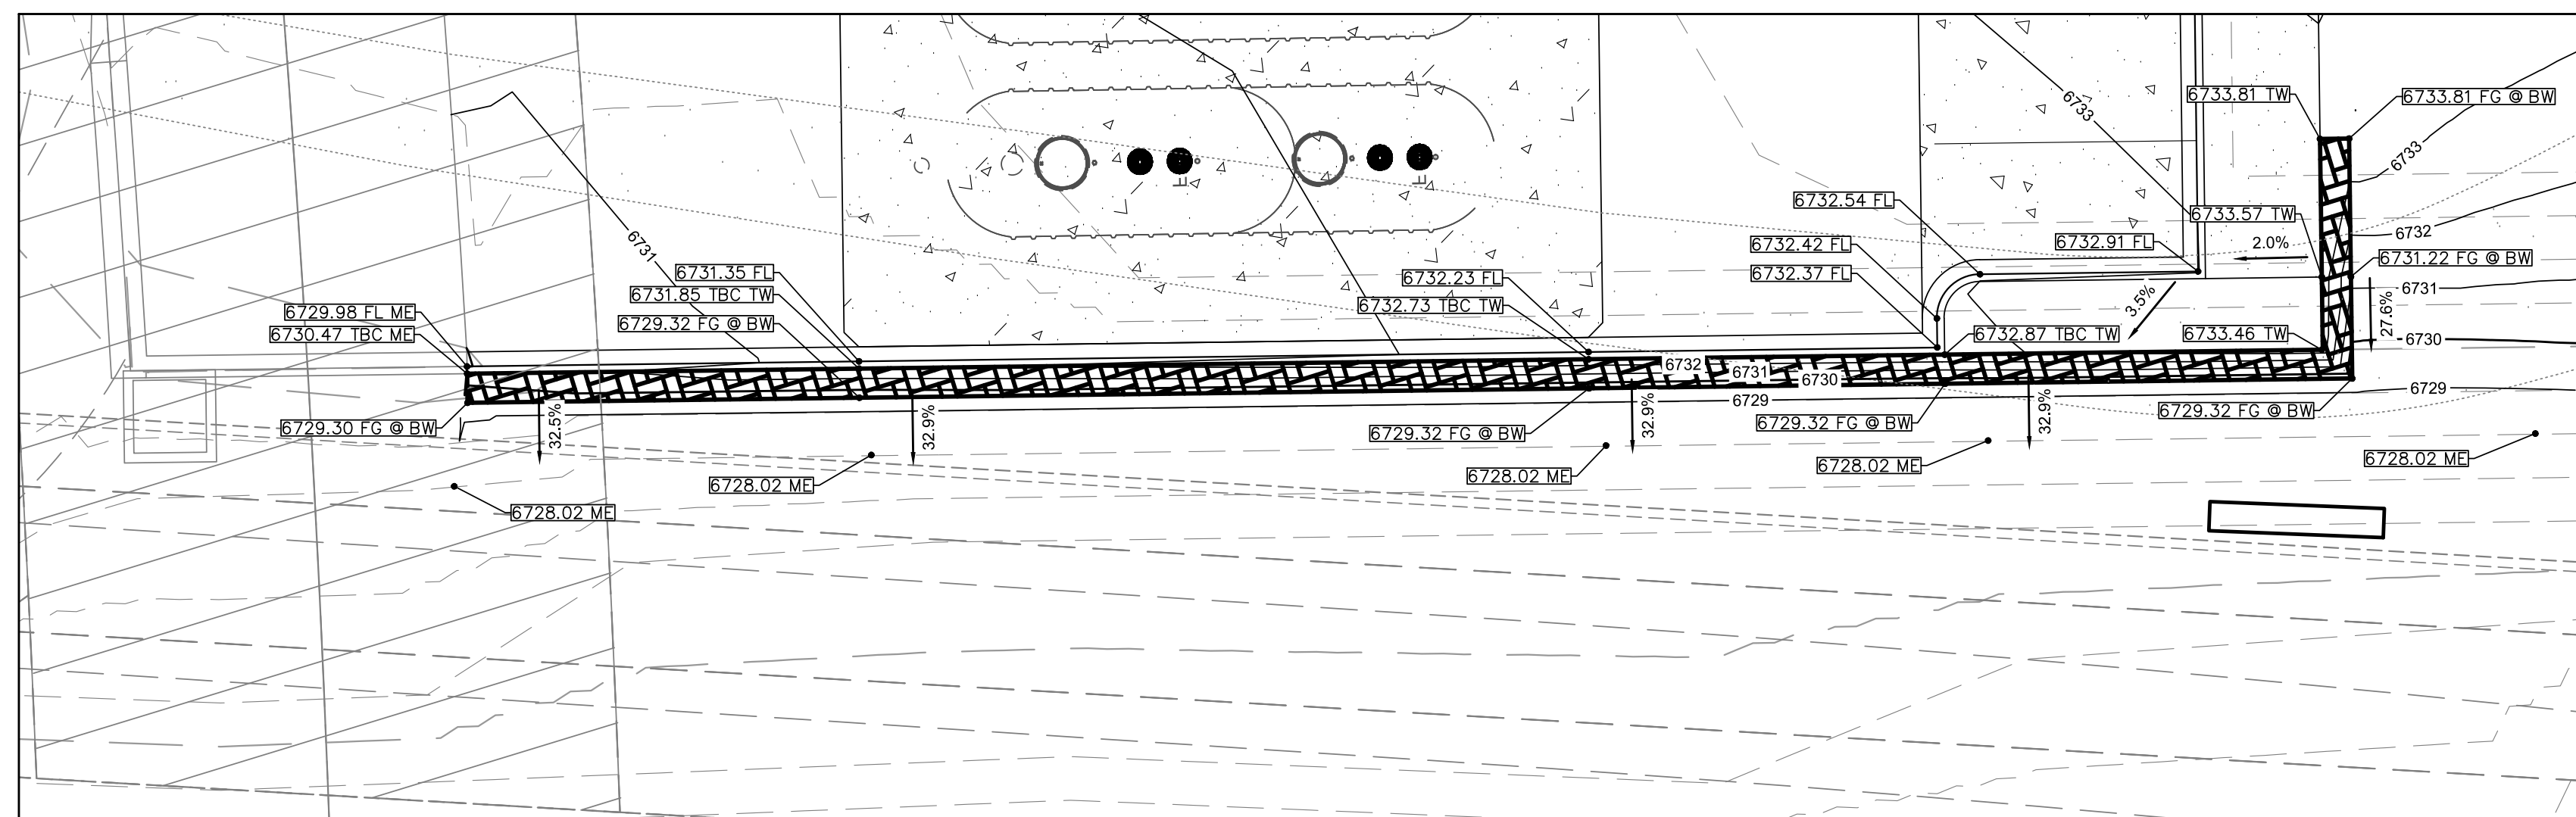 6733.81 TW
6733.81 FG @ BW
6733
6733
6732.54 FL
6733.57 TW
6732
6732.42 FL
6732.91 FL
2.0%
6731
6731.35 FL
6732.37 FL
6732.23 FL
6731.22 FG @ BW
6731.85 TBC TW
6732.73 TBC TW
3.5%
6731
27.6%
6729.98 FL ME
6729.32 FG @ BW
6730.47 TBC ME
6732.87 TBC TW
6733.46 TW
6730
6732
6731
6730
6729
6729
6729.30 FG @ BW
32.5%
32.9%
6729.32 FG @ BW
32.9%
6729.32 FG @ BW
32.9%
6729.32 FG @ BW
6728.02 ME
6728.02 ME
6728.02 ME
6728.02 ME
6728.02 ME